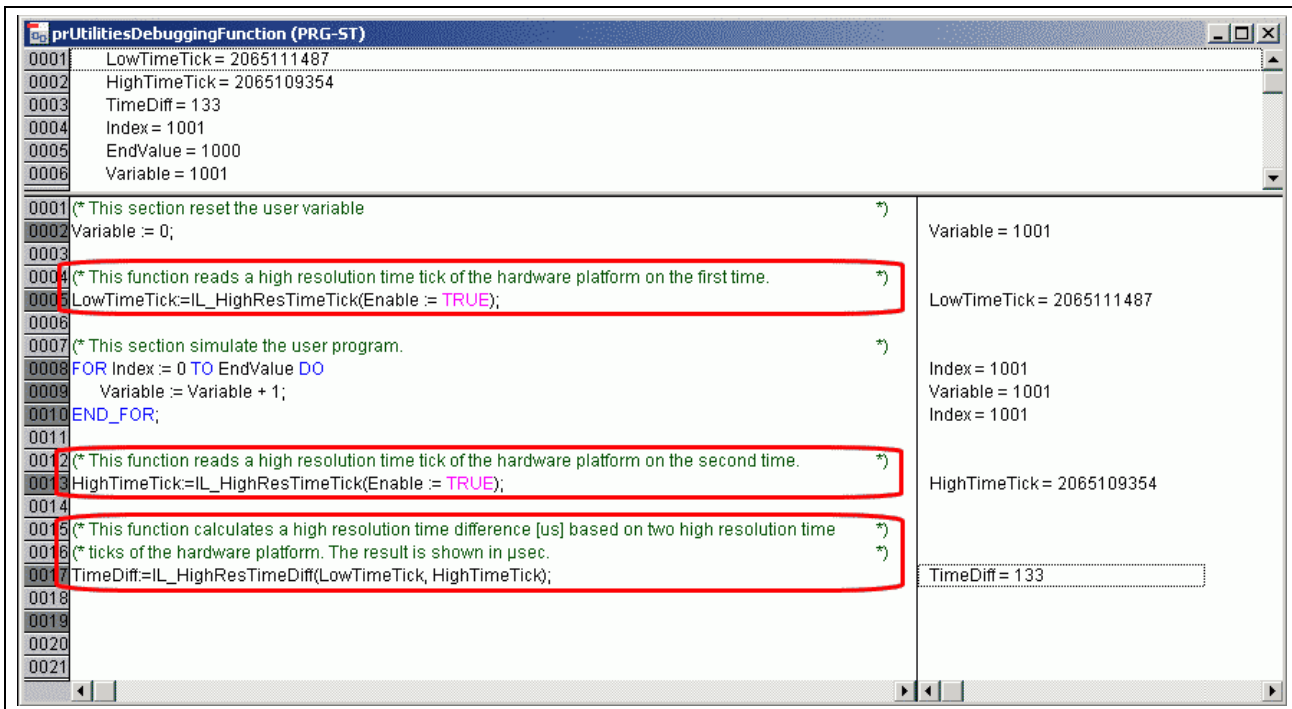 prUtilitiesDebuggingFunction (PRG-ST)
0001 LowTimeTick = 2065111487
0002 HighTimeTick = 2065109354
0003 TimeDiff = 133
0004 Index = 1001
0005 EndValue = 1000
0006 Variable = 1001
0001 (* This section reset the user variable *)
0002 Variable := 0; Variable = 1001
0003
0004 (* This function reads a high resolution time tick of the hardware platform on the first time. *)
0005 LowTimeTick:=IL_HighResTimeTick(Enable := TRUE); LowTimeTick = 2065111487
0006
0007 (* This section simulate the user program. *)
0008 FOR Index := 0 TO EndValue DO Index = 1001
0009 Variable := Variable + 1; Variable = 1001
0010 END_FOR; Index = 1001
0011
0012 (* This function reads a high resolution time tick of the hardware platform on the second time. *)
0013 HighTimeTick:=IL_HighResTimeTick(Enable := TRUE); HighTimeTick = 2065109354
0014
0015 (* This function calculates a high resolution time difference [us] based on two high resolution time *)
0016 (* ticks of the hardware platform. The result is shown in µsec. *)
0017 TimeDiff:=IL_HighResTimeDiff(LowTimeTick, HighTimeTick); TimeDiff = 133
0018
0019
0020
0021